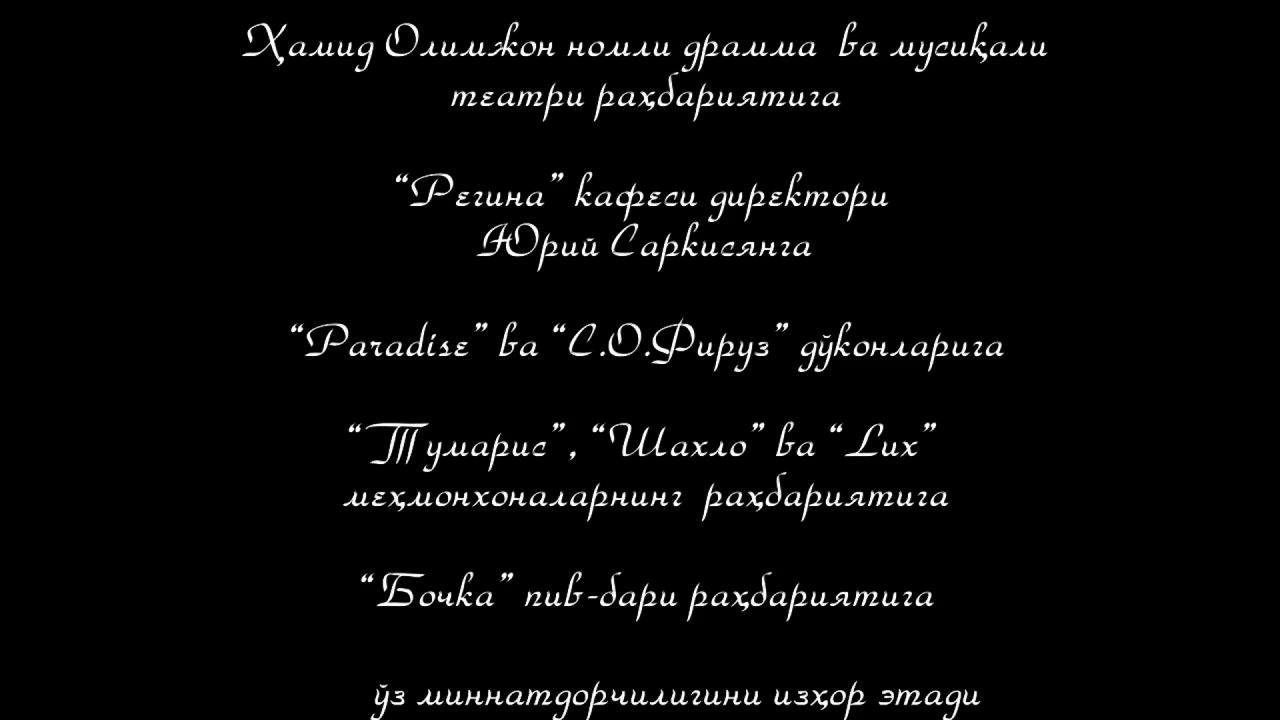 Ҳамид Олимжон номли драмма ва мусиқали
театри раҳбариятига
“Регина” кафеси директори
Юрий Саркисянга
“Paradise” ва “С.О.Фируз” дўконларига
“Тумарис”, “Шахло” ва “Lux”
меҳмонхоналарнинг раҳбариятига
“Бочка” пив-бари раҳбариятига
ўз миннатдорчилигини изҳор этади